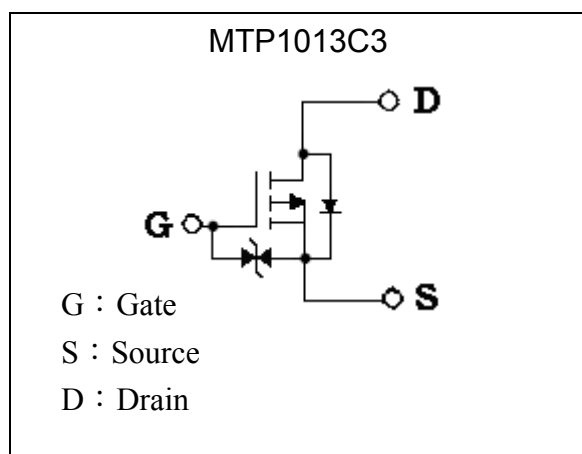 MTP1013C3
D
G
S
G：Gate
S：Source
D：Drain